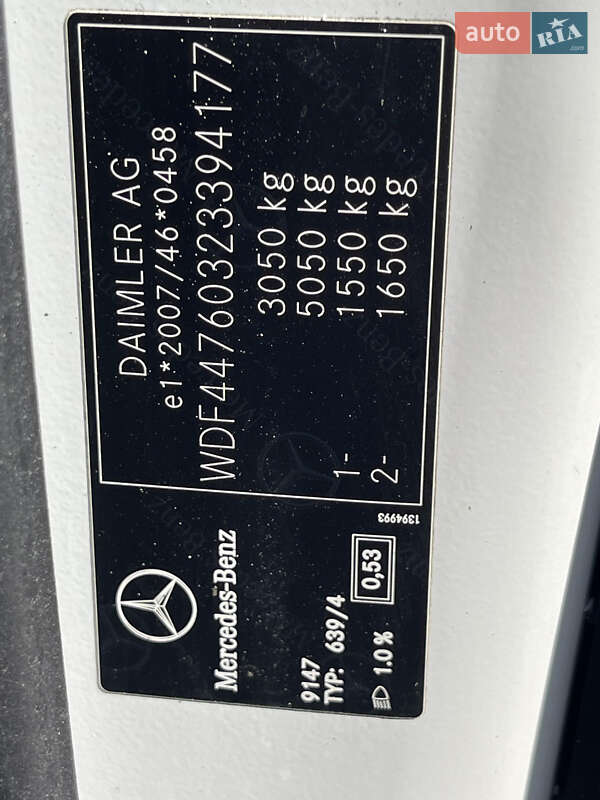 auto RIA.com
DAIMLER AG
e1*2007/46*0458
WDF44760323394177
3050 kg
5050 kg
1- 1550 kg
2- 1650 kg
1394993
Mercedes-Benz
9147
TYP: 639/4
0,53
1.0 %